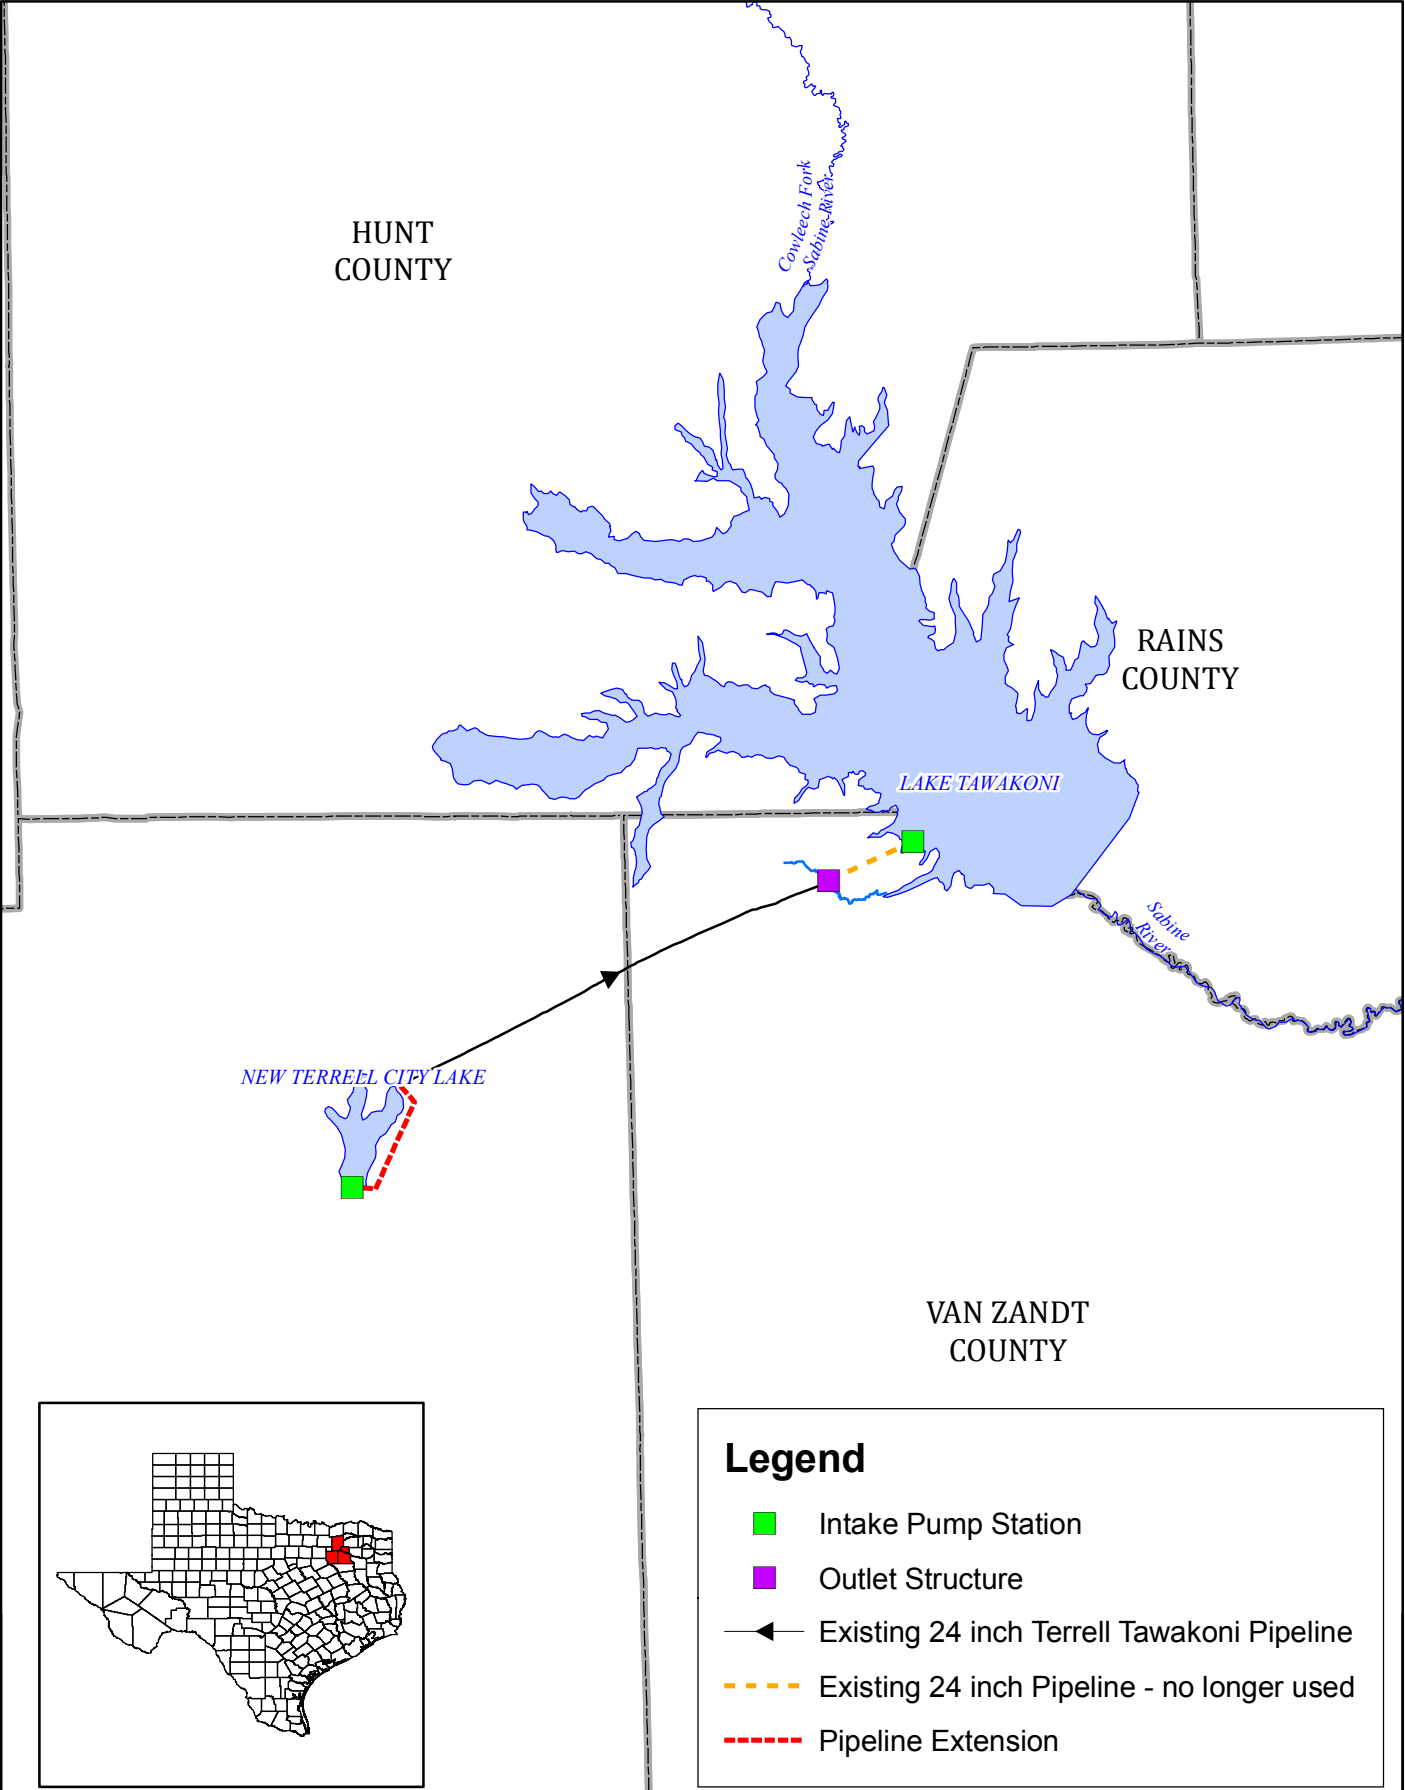 Cowleech Fork
Sabine River
HUNT
COUNTY
RAINS
COUNTY
LAKE TAWAKONI
Sabine
River
NEW TERRELL CITY LAKE
VAN ZANDT
COUNTY
Legend
Intake Pump Station
Outlet Structure
Existing 24 inch Terrell Tawakoni Pipeline
Existing 24 inch Pipeline - no longer used
Pipeline Extension